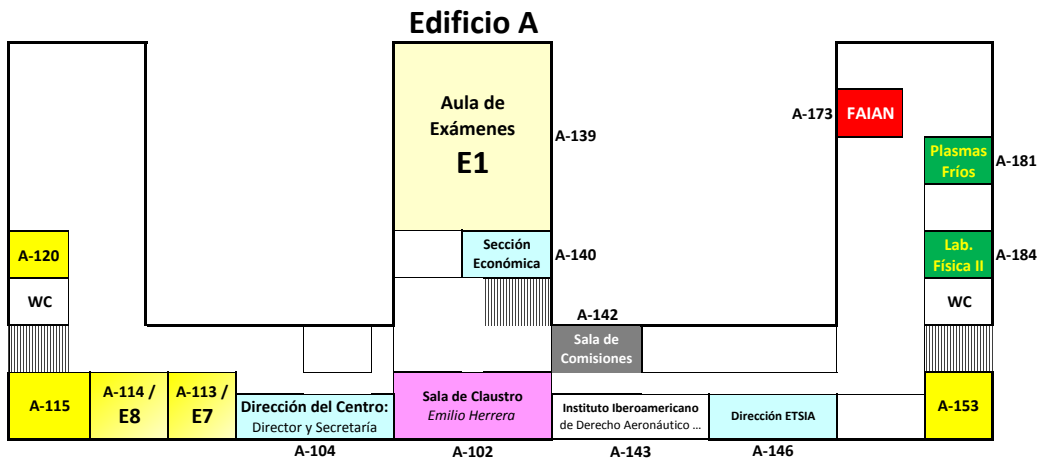 Edificio A
Aula de
Exámenes
E1
A-139
A-173
FAIAN
Plasmas
Fríos
A-181
A-120
Sección
Económica
A-140
Lab.
Física II
A-184
WC
WC
A-142
Sala de
Comisiones
A-115
A-114 /
E8
A-113 /
E7
Dirección del Centro:
Director y Secretaría
Sala de Claustro
Emilio Herrera
Instituto Iberoamericano
de Derecho Aeronáutico ...
Dirección ETSIA
A-153
A-104
A-102
A-143
A-146